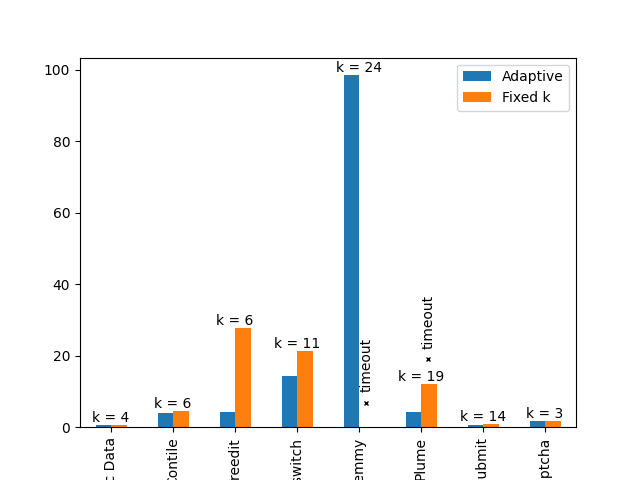 100
80
60
40
20
0
k = 4
k = 6
k = 6
k = 11
k = 24
timeout
k = 19
timeout
k = 14
k = 3
Adaptive
Fixed k
c Data
Contile
reedit
switch
emmy
Plume
ubmit
ptcha